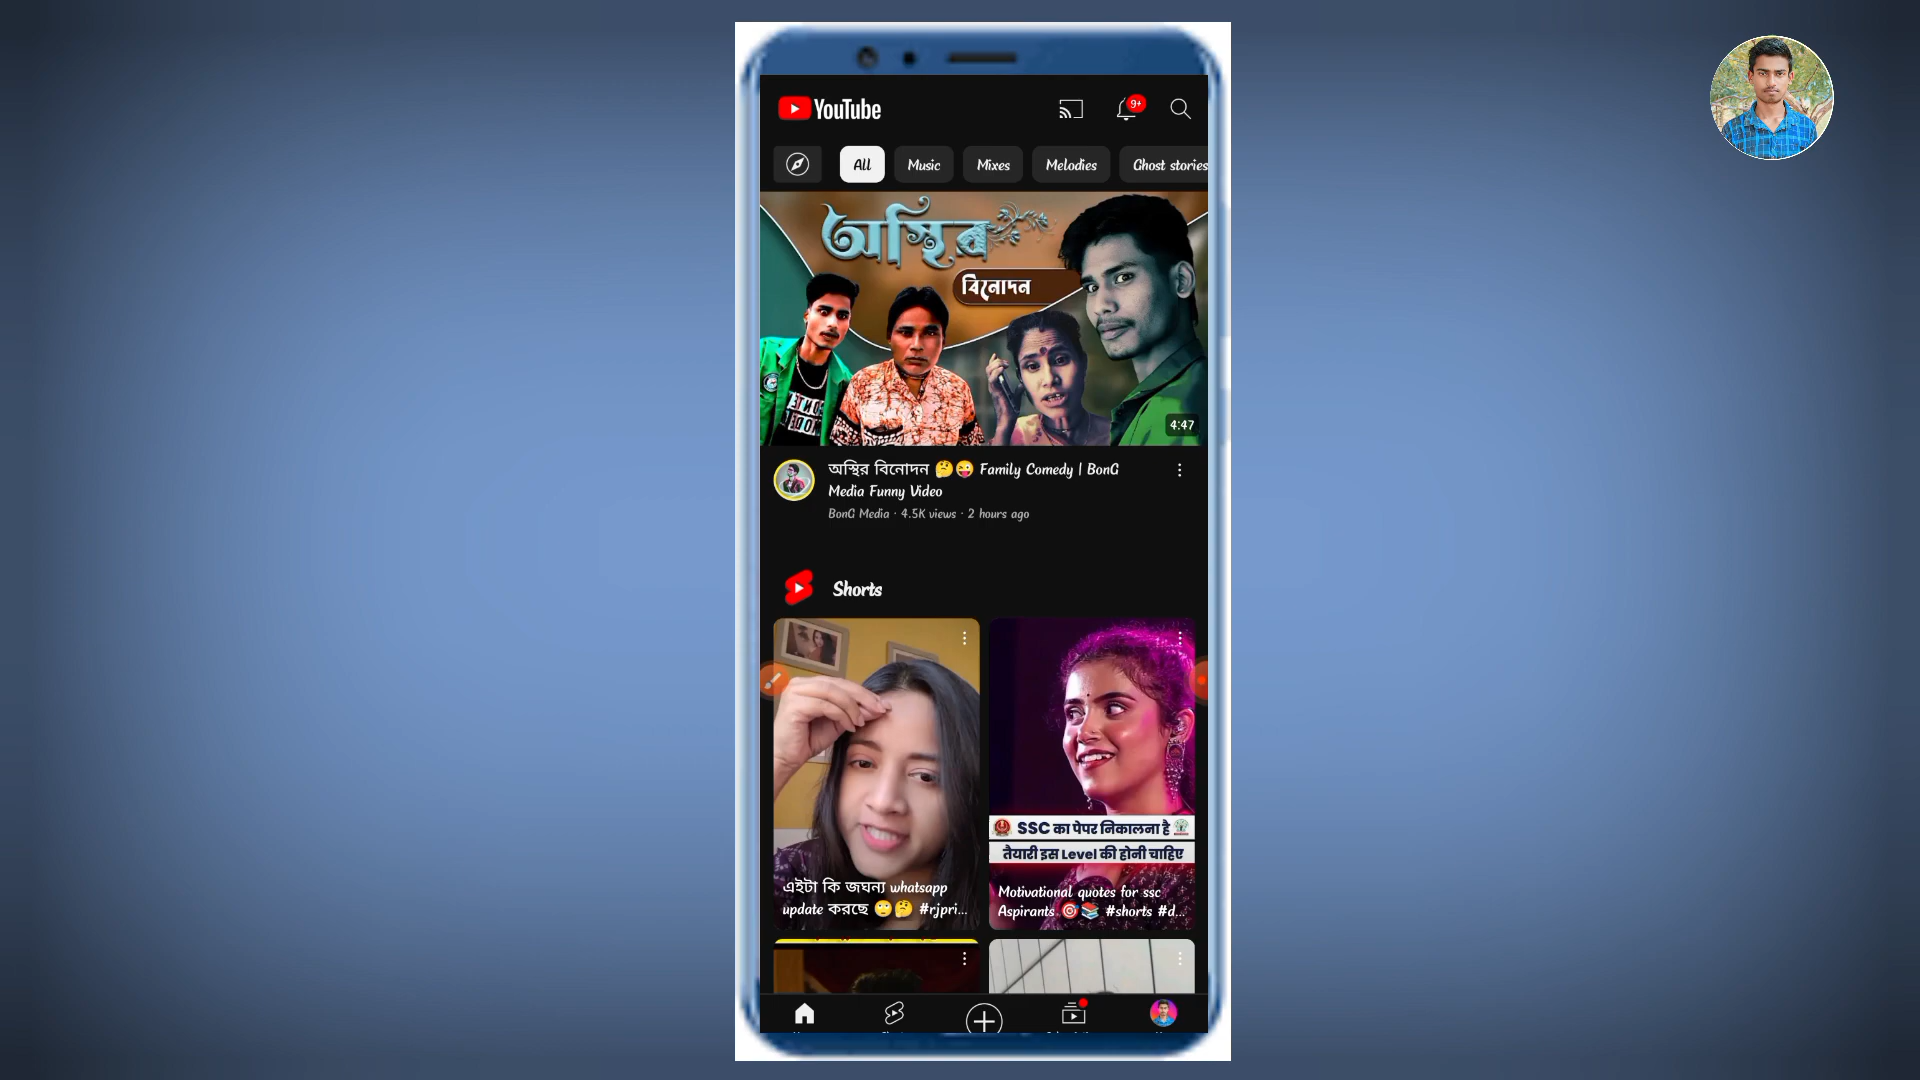 YouTube
9+
All
Music
Mixes
Melodies
Ghost stories
অস্থির
বিনোদন
4:47
অস্থির বিনোদন 🤔😜 Family Comedy | BonG
Media Funny Video
BonG Media · 4.5K views · 2 hours ago
Shorts
এইটা কি জঘন্য whatsapp
update করছে 🙄🤔 #rjpri...
SSC का पेपर निकालना है
तैयारी इस Level की होनी चाहिए
Motivational quotes for ssc
Aspirants 🎯📚 #shorts #d...